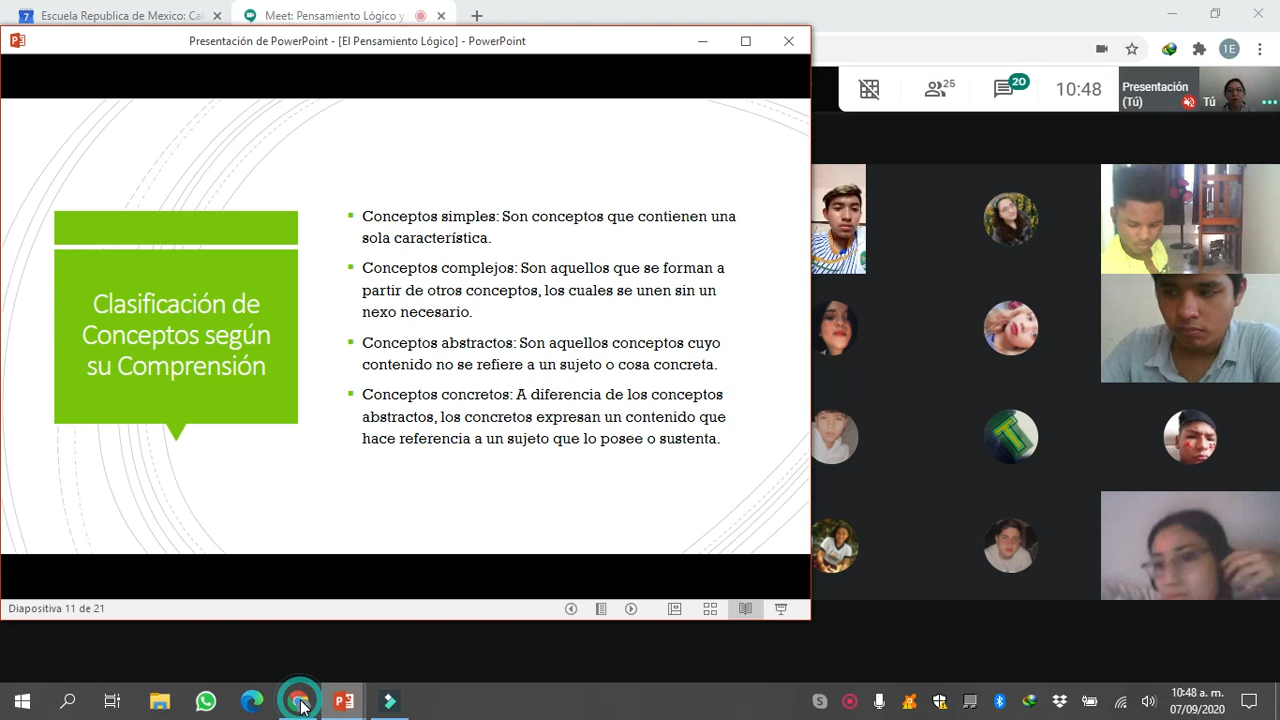 Escuela Republica de Mexico: Cal
Meet: Pensamiento Lógico y
Presentación de PowerPoint - [El Pensamiento Lógico] - PowerPoint
1E
25
20
10:48
Presentación
(Tú)
Tú
Clasificación de
Conceptos según
su Comprensión
Conceptos simples: Son conceptos que contienen una
sola característica.
Conceptos complejos: Son aquellos que se forman a
partir de otros conceptos, los cuales se unen sin un
nexo necesario.
Conceptos abstractos: Son aquellos conceptos cuyo
contenido no se refiere a un sujeto o cosa concreta.
Conceptos concretos: A diferencia de los conceptos
abstractos, los concretos expresan un contenido que
hace referencia a un sujeto que lo posee o sustenta.
Diapositiva 11 de 21
10:48 a. m.
07/09/2020